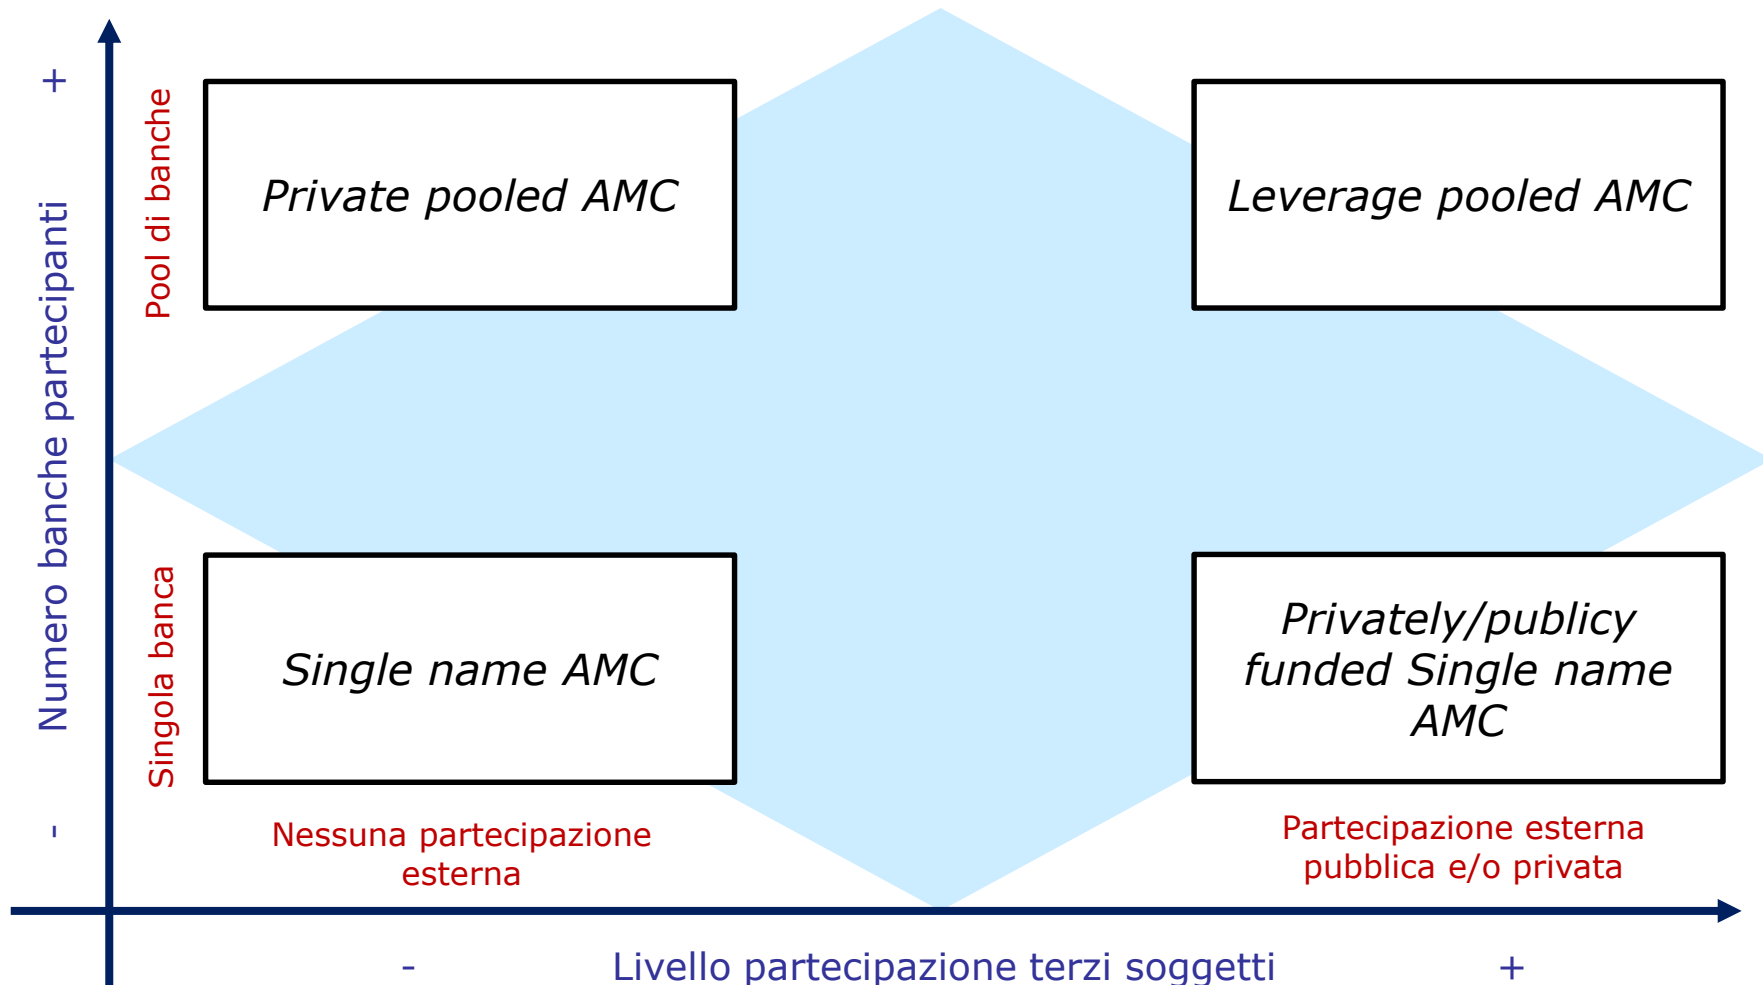 +
Numero banche partecipanti
-
Pool di banche
Private pooled AMC
Leverage pooled AMC
Singola banca
Single name AMC
Privately/publicy
funded Single name
AMC
Nessuna partecipazione
esterna
Partecipazione esterna
pubblica e/o privata
-
Livello partecipazione terzi soggetti
+